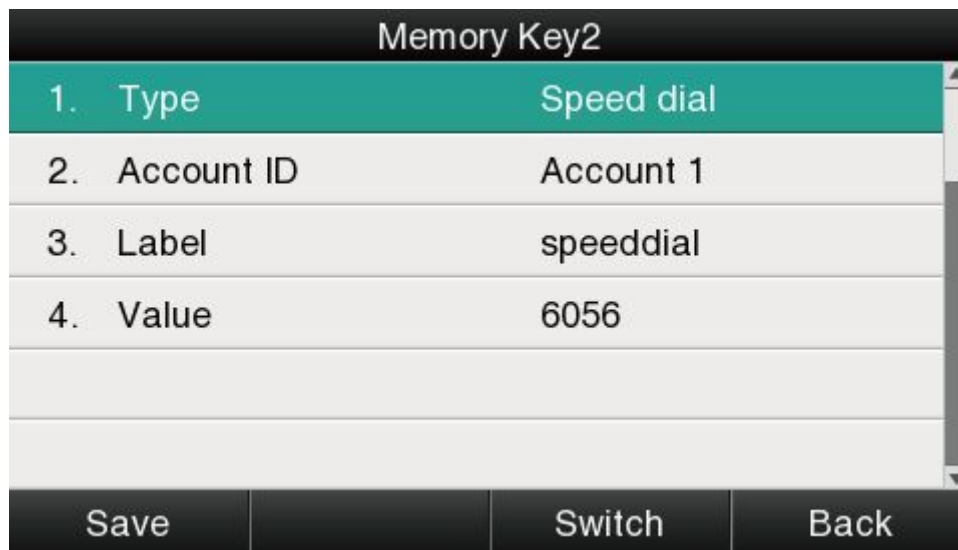 Memory Key2
1. Type Speed dial
2. Account ID Account 1
3. Label speeddial
4. Value 6056
Save Switch Back